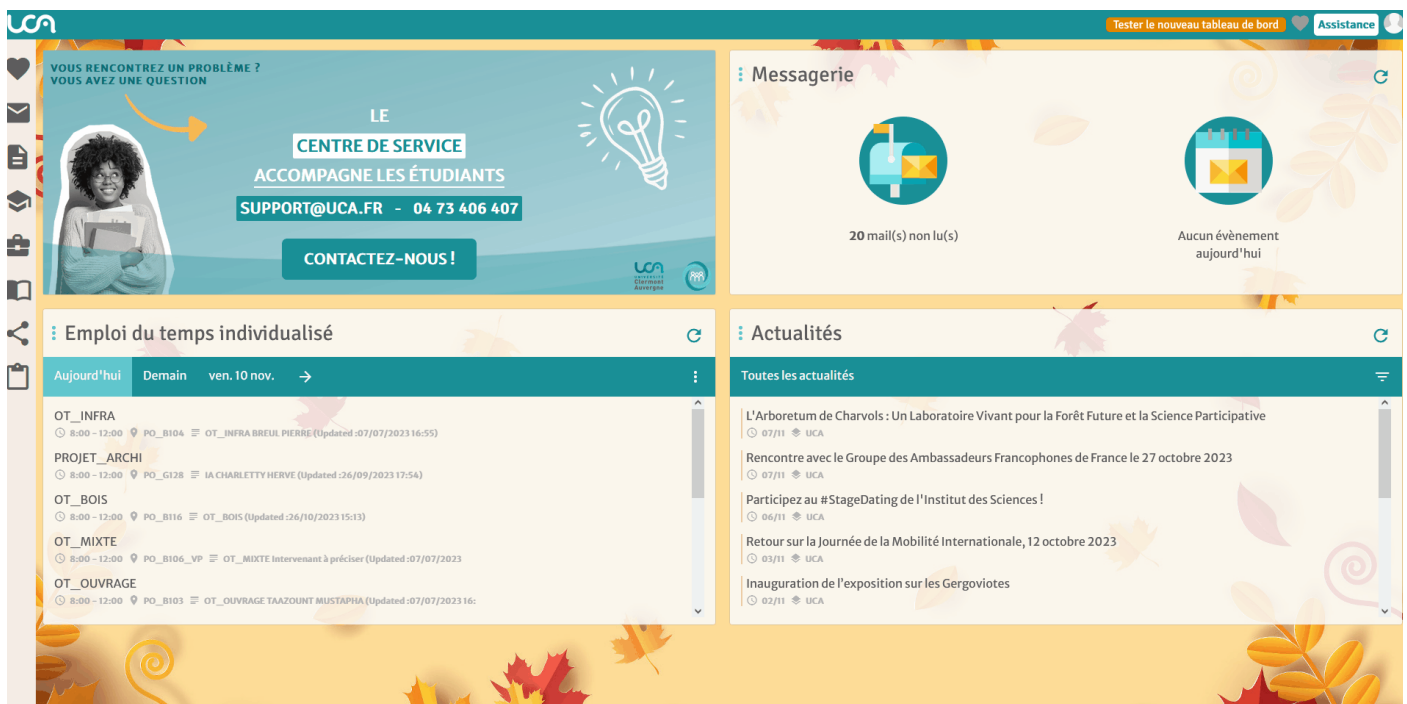 UCA
Tester le nouveau tableau de bord
Assistance
VOUS RENCONTREZ UN PROBLÈME ?
VOUS AVEZ UNE QUESTION
LE
CENTRE DE SERVICE
ACCOMPAGNE LES ÉTUDIANTS
SUPPORT@UCA.FR - 04 73 406 407
CONTACTEZ-NOUS !
UCA
UNIVERSITÉ
Clermont
Auvergne
Messagerie
20 mail(s) non lu(s)
Aucun évènement
aujourd'hui
Emploi du temps individualisé
Aujourd'hui Demain ven. 10 nov.
OT_INFRA
8:00 - 12:00 PO_B104 OT_INFRA BREUL PIERRE (Updated :07/07/2023 16:55)
PROJET_ARCHI
8:00 - 12:00 PO_G128 IA CHARLETTY HERVE (Updated :26/09/2023 17:54)
OT_BOIS
8:00 - 12:00 PO_B116 OT_BOIS (Updated :26/10/2023 15:13)
OT_MIXTE
8:00 - 12:00 PO_B106_VP OT_MIXTE Intervenant à préciser (Updated :07/07/2023
OT_OUVRAGE
8:00 - 12:00 PO_B103 OT_OUVRAGE TAAZOUNT MUSTAPHA (Updated :07/07/2023 16:
Actualités
Toutes les actualités
L'Arboretum de Charvols : Un Laboratoire Vivant pour la Forêt Future et la Science Participative
07/11 UCA
Rencontre avec le Groupe des Ambassadeurs Francophones de France le 27 octobre 2023
07/11 UCA
Participez au #StageDating de l'Institut des Sciences !
06/11 UCA
Retour sur la Journée de la Mobilité Internationale, 12 octobre 2023
03/11 UCA
Inauguration de l'exposition sur les Gergoviotes
02/11 UCA